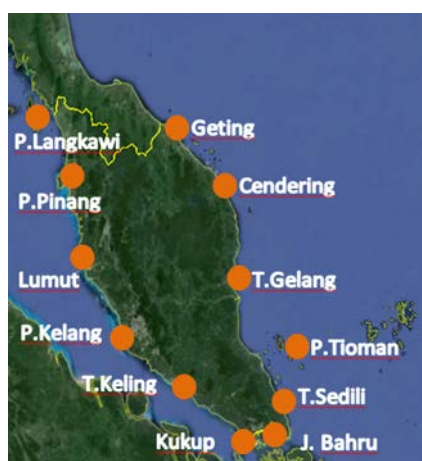 Geting
P.Langkawi
Cendering
P.Pinang
Lumut
T.Gelang
P.Kelang
P.Tioman
T.Keling
T.Sedili
Kukup
J. Bahru